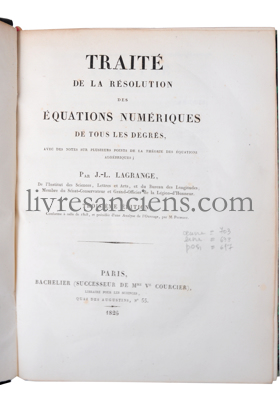 TRAITÉ
DE LA RÉSOLUTION
DES
ÉQUATIONS NUMÉRIQUES
DE TOUS LES DEGRÉS,
AVEC DES NOTES SUR PLUSIEURS POINTS DE LA THÉORIE DES ÉQUATIONS
ALGÉBRIQUES;
PAR J.-L. LAGRANGE,
De l'Institut des Sciences, Lettres et Arts, et du Bureau des Longitudes,
Membre du Sénat-Conservateur et Grand-Officier de la Légion-d'Honneur.
livresanciens.com
PARIS,
BACHELIER (SUCCESSEUR DE Mme Ve COURCIER),
QUAI DES AUGUSTINS, N° 55.
1826